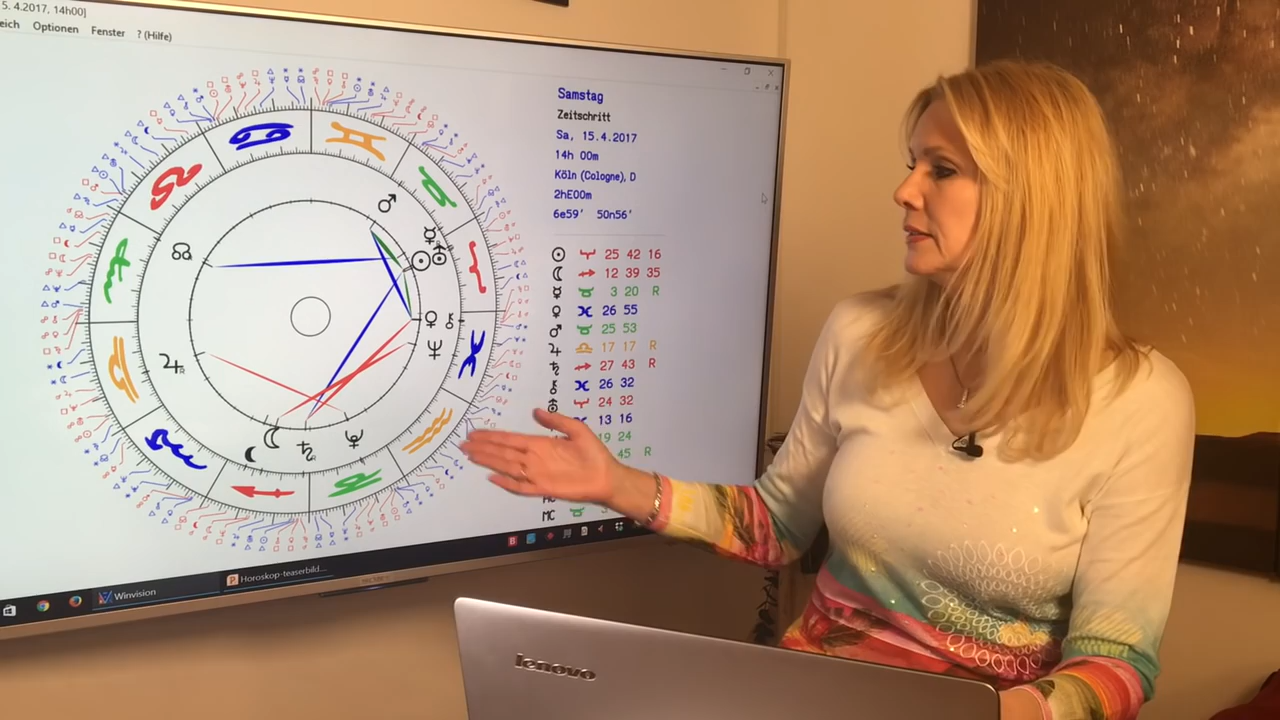 5. 4.2017, 14h00]
eich Optionen Fenster ? (Hilfe)
Samstag
Zeitschritt
Sa, 15.4.2017
14h 00m
Köln (Cologne), D
2hE00m
6e59' 50n56'
25 42 16
12 39 35
3 20 R
26 55
25 53
17 17 R
27 43 R
26 32
24 32
13 16
19 24
45 R
MC
Winvision
Horoskop-teaserbild...
lenovo